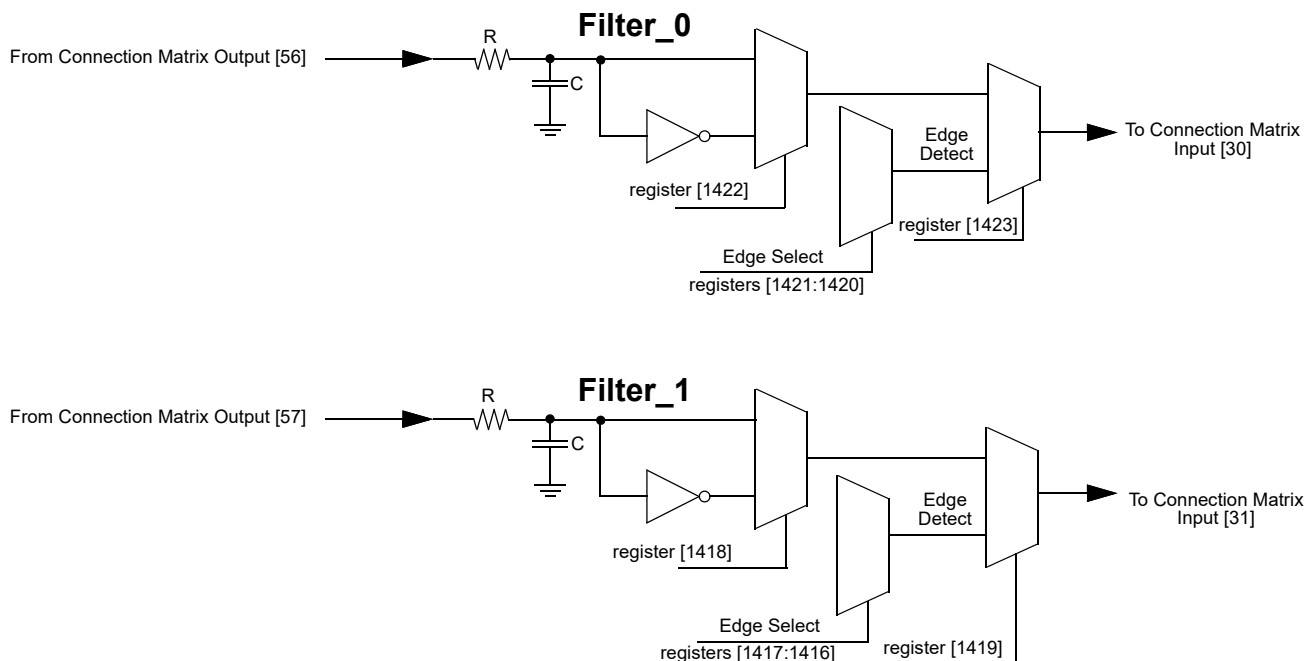 Filter_0
R
From Connection Matrix Output [56]
C
Edge
Detect
To Connection Matrix
Input [30]
register [1422]
register [1423]
Edge Select
registers [1421:1420]
Filter_1
R
From Connection Matrix Output [57]
C
Edge
Detect
To Connection Matrix
Input [31]
register [1418]
Edge Select
registers [1417:1416]
register [1419]